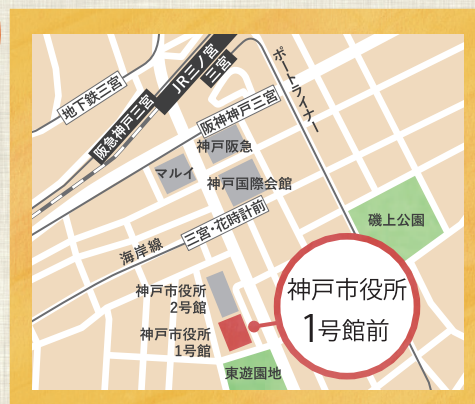 地下鉄三宮
阪急神戸三宮
JR三ノ宮
三宮
ポートライナー
阪神神戸三宮
神戸阪急
マルイ
神戸国際会館
磯上公園
海岸線
三宮・花時計前
神戸市役所
2号館
神戸市役所
1号館
神戸市役所
1号館前
東遊園地